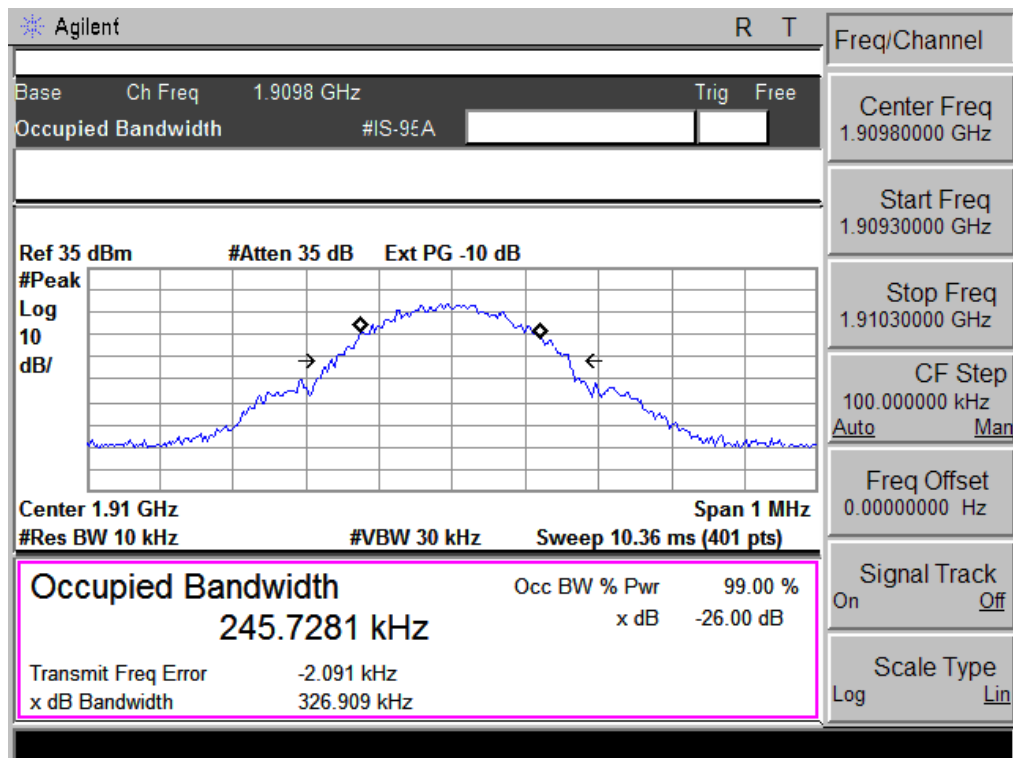 Agilent R T
Base Ch Freq 1.9098 GHz Trig Free
Occupied Bandwidth #IS-95A
Ref 35 dBm #Atten 35 dB Ext PG -10 dB
#Peak
Log
10
dB/
Center 1.91 GHz Span 1 MHz
#Res BW 10 kHz #VBW 30 kHz Sweep 10.36 ms (401 pts)
Occupied Bandwidth Occ BW % Pwr 99.00 %
245.7281 kHz x dB -26.00 dB
Transmit Freq Error -2.091 kHz
x dB Bandwidth 326.909 kHz
Freq/Channel
Center Freq
1.90980000 GHz
Start Freq
1.90930000 GHz
Stop Freq
1.91030000 GHz
CF Step
100.000000 kHz
Auto Man
Freq Offset
0.00000000 Hz
Signal Track
On Off
Scale Type
Log Lin